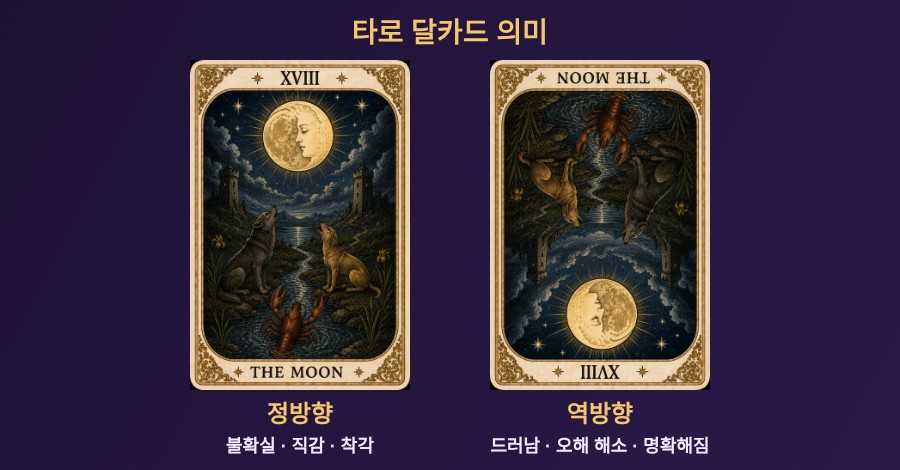 타로 달카드 의미
XVIII
THE MOON
정방향
불확실 · 직감 · 착각
THE MOON
XVIII
역방향
드러남 · 오해 해소 · 명확해짐